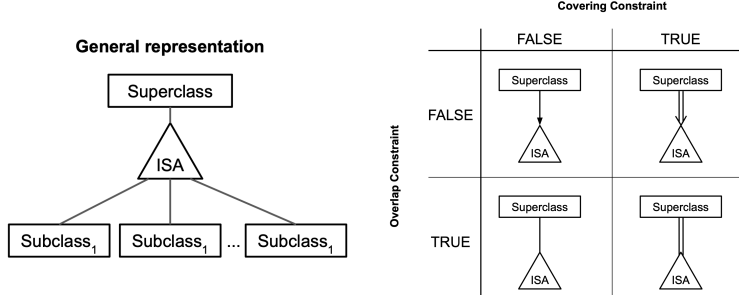 General representation
Superclass
ISA
Subclass₁ Subclass₁ ... Subclass₁
Covering Constraint
FALSE TRUE
Overlap Constraint
FALSE
Superclass Superclass
ISA ISA
TRUE
Superclass Superclass
ISA ISA